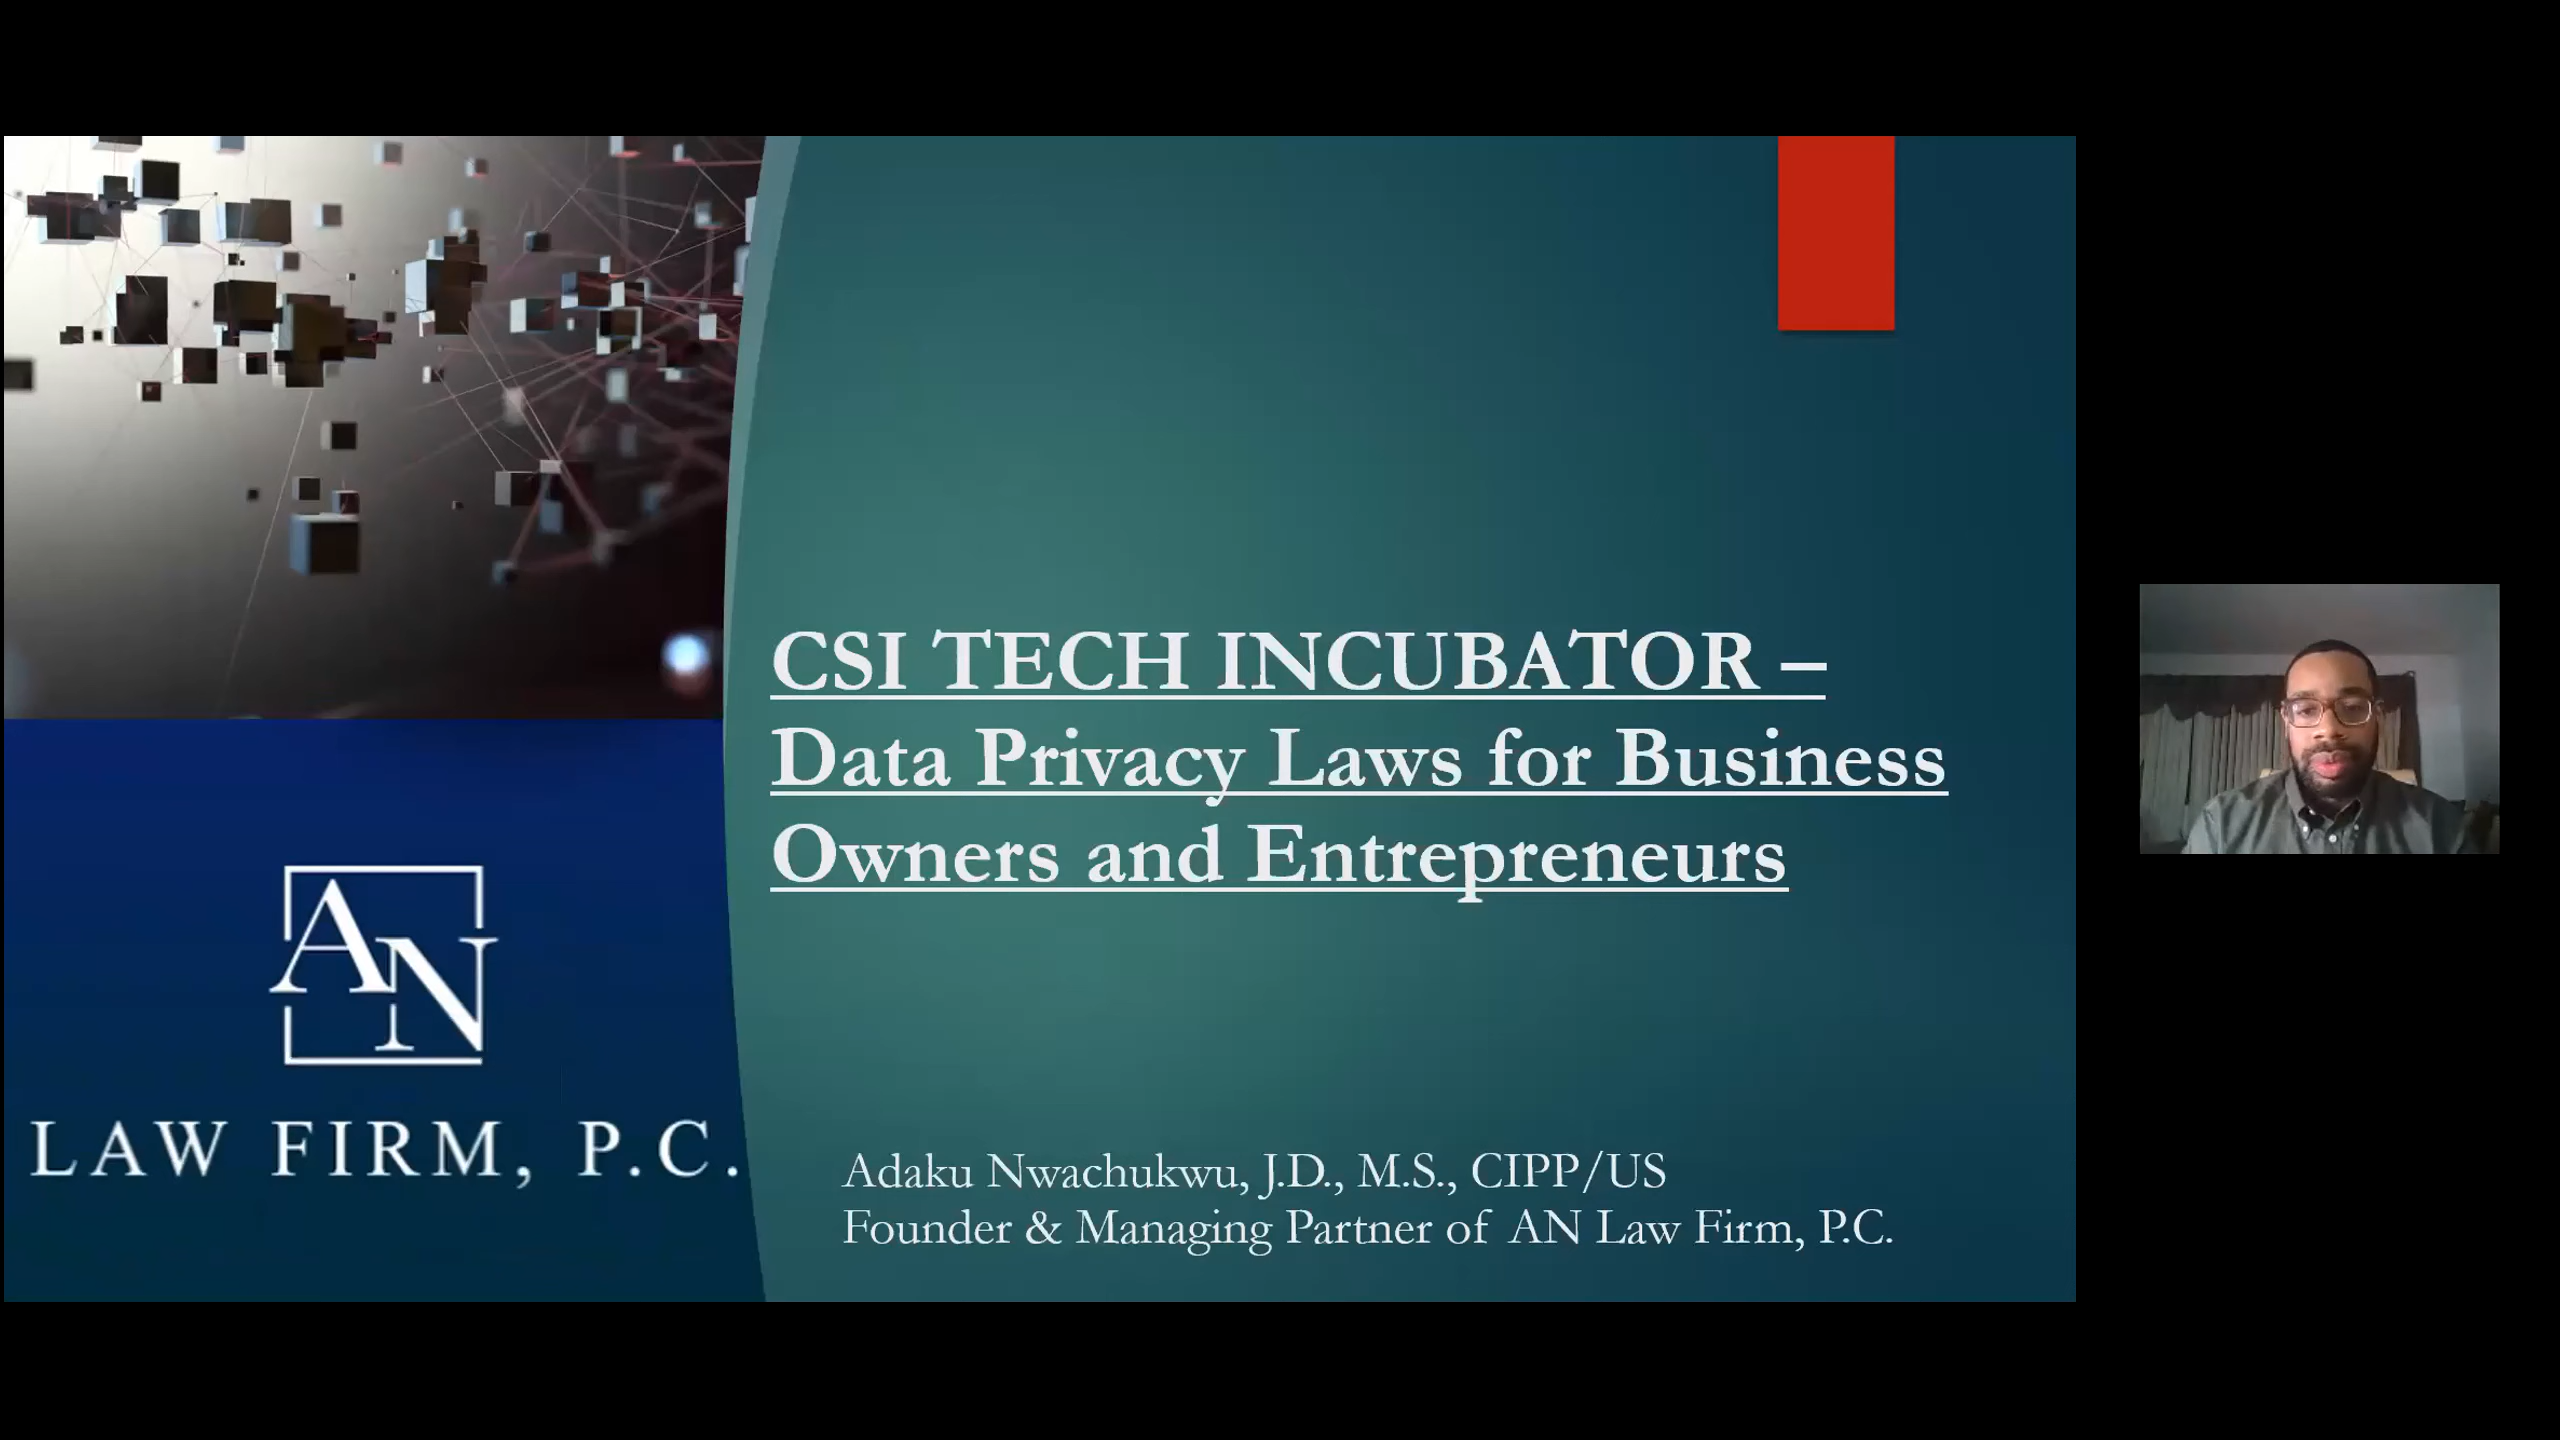 CSI TECH INCUBATOR –
Data Privacy Laws for Business
Owners and Entrepreneurs
AN
LAW FIRM, P.C.
Adaku Nwachukwu, J.D., M.S., CIPP/US
Founder & Managing Partner of AN Law Firm, P.C.